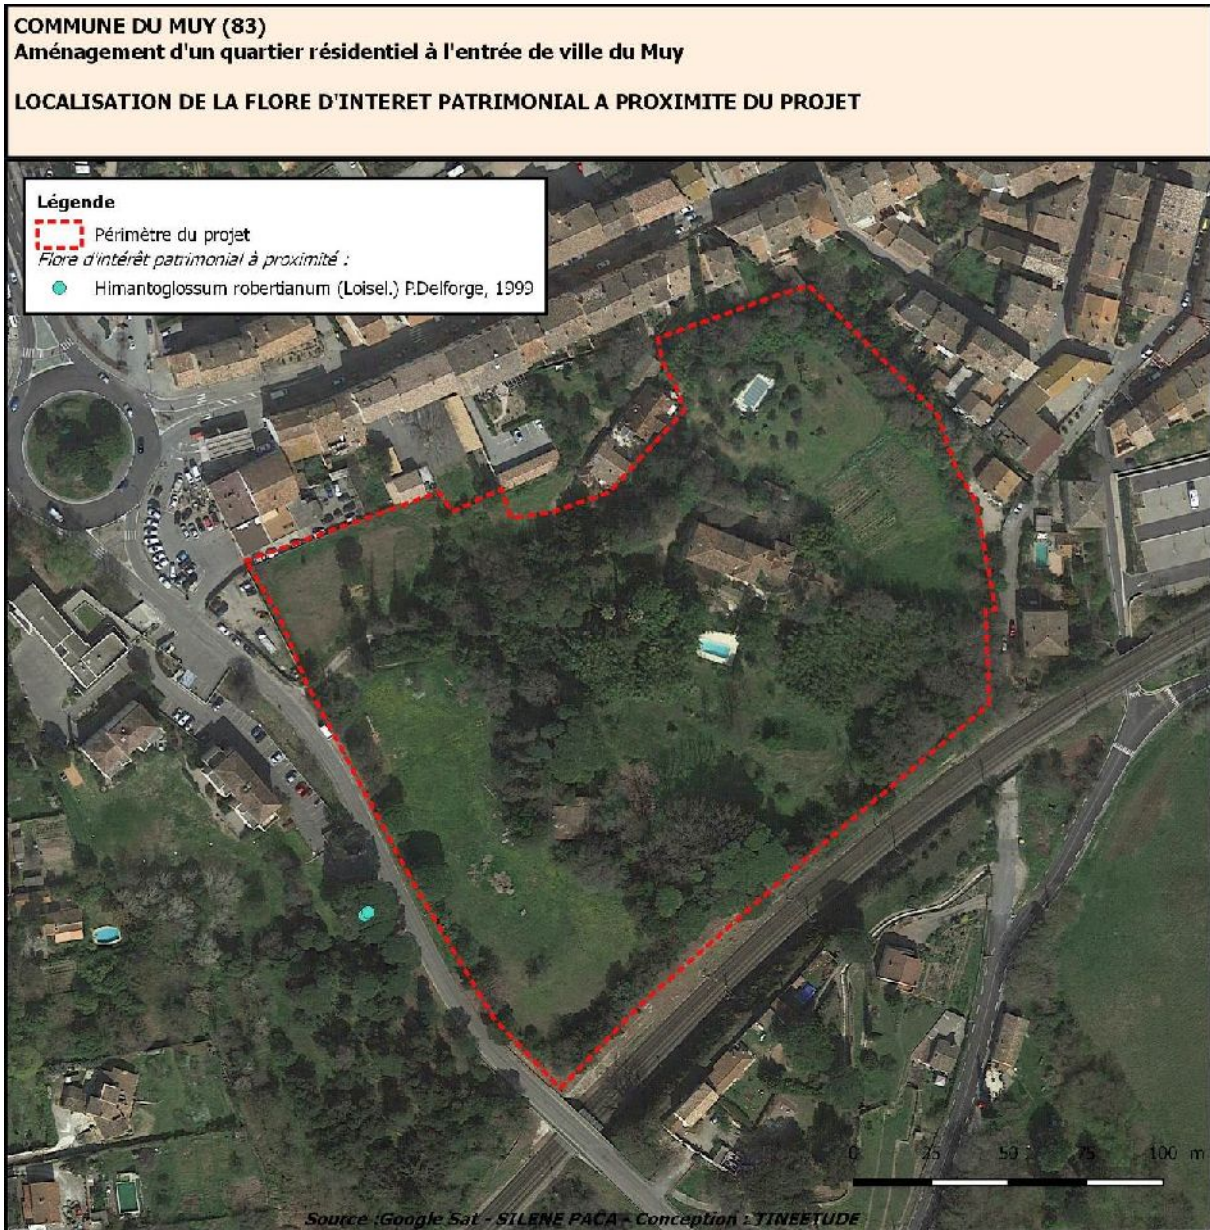 COMMUNE DU MUY (83)
Aménagement d'un quartier résidentiel à l'entrée de ville du Muy
LOCALISATION DE LA FLORE D'INTERET PATRIMONIAL A PROXIMITE DU PROJET
Légende
Périmètre du projet
Flore d'intérêt patrimonial à proximité :
Himantoglossum robertianum (Loisel.) P.Delforge, 1999
0 25 50 75 100 m
Source :Google Sat - SILENE PACA - Conception : TINEETUDE